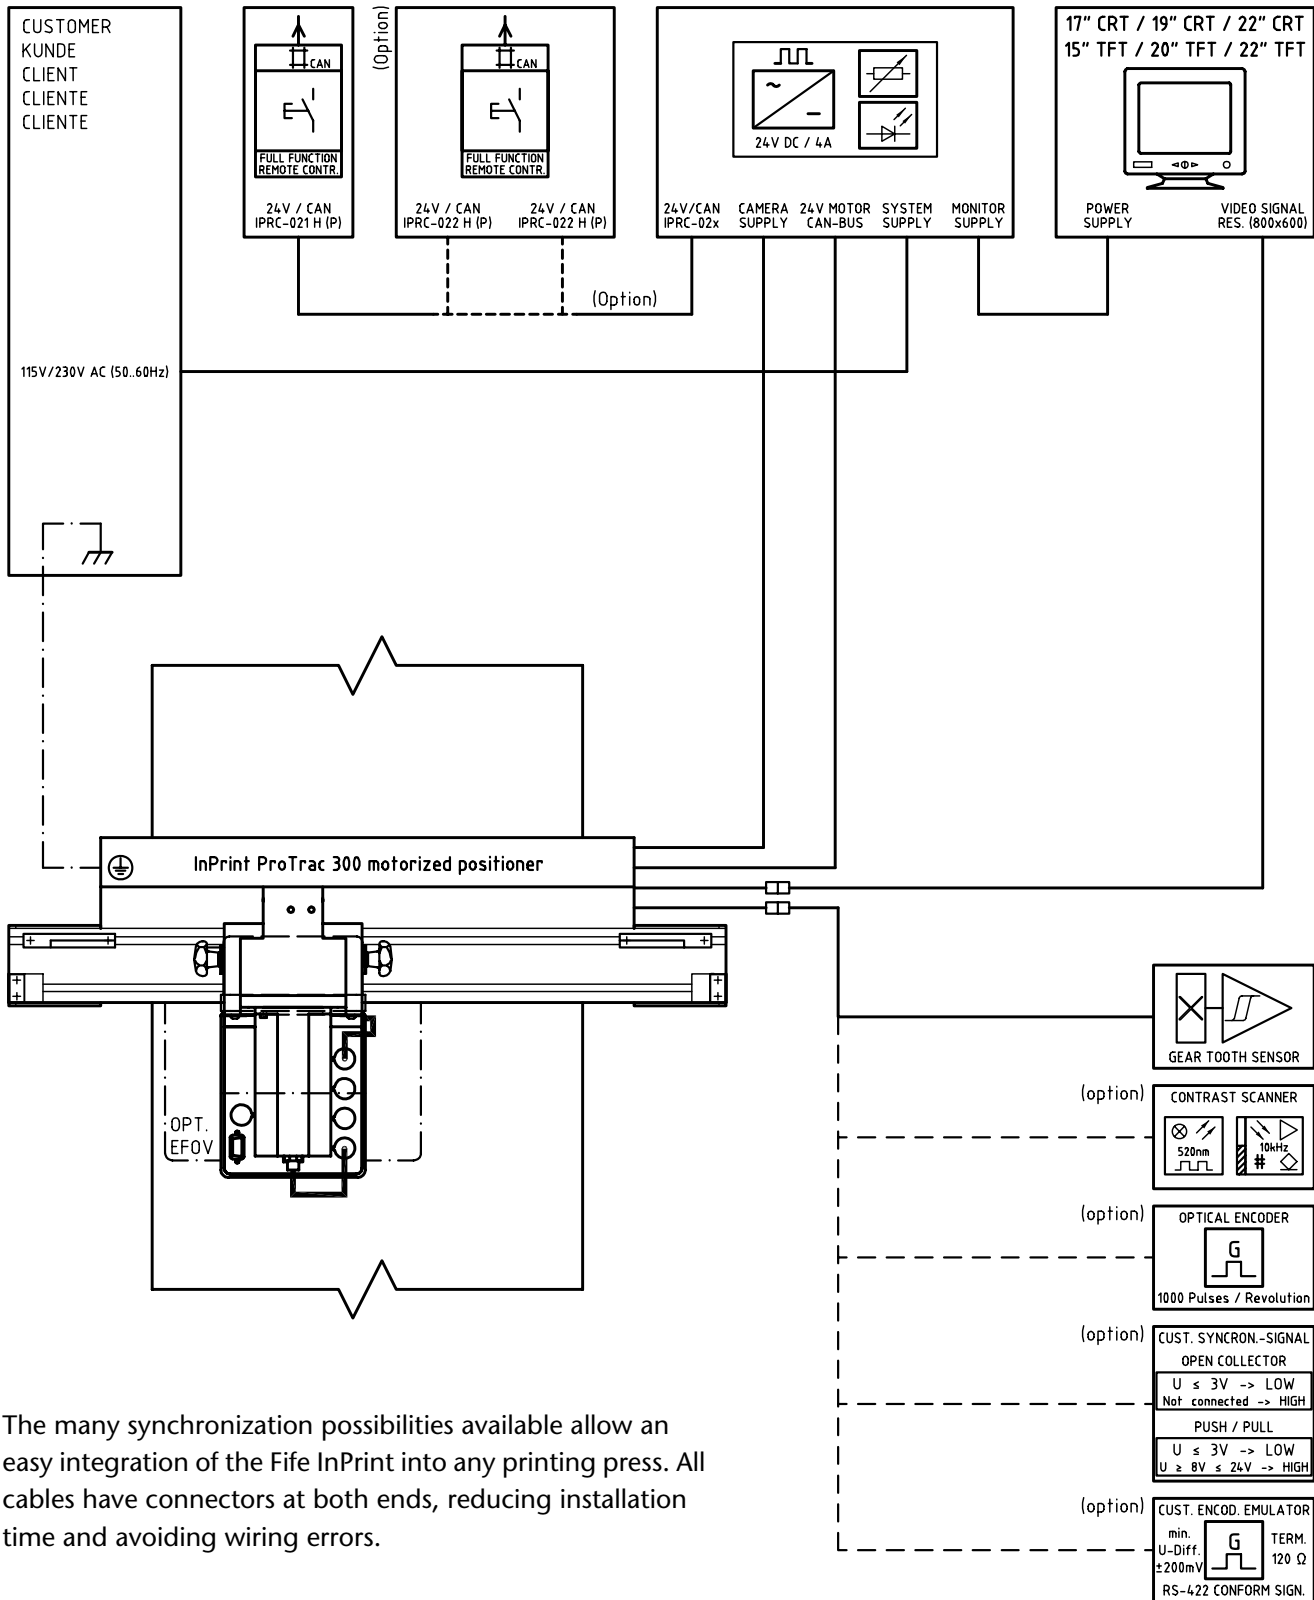 CUSTOMER
KUNDE
CLIENT
CLIENTE
CLIENTE
115V/230V AC (50..60Hz)
CAN
FULL FUNCTION
REMOTE CONTR.
24V / CAN
IPRC-021 H (P)
(Option)
CAN
FULL FUNCTION
REMOTE CONTR.
24V / CAN
IPRC-022 H (P)
24V / CAN
IPRC-022 H (P)
(Option)
24V DC / 4A
24V/CAN
IPRC-02x
CAMERA
SUPPLY
24V MOTOR
CAN-BUS
SYSTEM
SUPPLY
MONITOR
SUPPLY
17" CRT / 19" CRT / 22" CRT
15" TFT / 20" TFT / 22" TFT
POWER
SUPPLY
VIDEO SIGNAL
RES. (800x600)
InPrint ProTrac 300 motorized positioner
OPT.
EFOV
GEAR TOOTH SENSOR
(option)
CONTRAST SCANNER
520nm
10kHz
#
(option)
OPTICAL ENCODER
G
1000 Pulses / Revolution
(option)
CUST. SYNCRON.-SIGNAL
OPEN COLLECTOR
U ≤ 3V -> LOW
Not connected -> HIGH
PUSH / PULL
U ≤ 3V -> LOW
U ≥ 8V ≤ 24V -> HIGH
(option)
CUST. ENCOD. EMULATOR
min.
U-Diff.
±200mV
G
TERM.
120 Ω
RS-422 CONFORM SIGN.
The many synchronization possibilities available allow an
easy integration of the Fife InPrint into any printing press. All
cables have connectors at both ends, reducing installation
time and avoiding wiring errors.